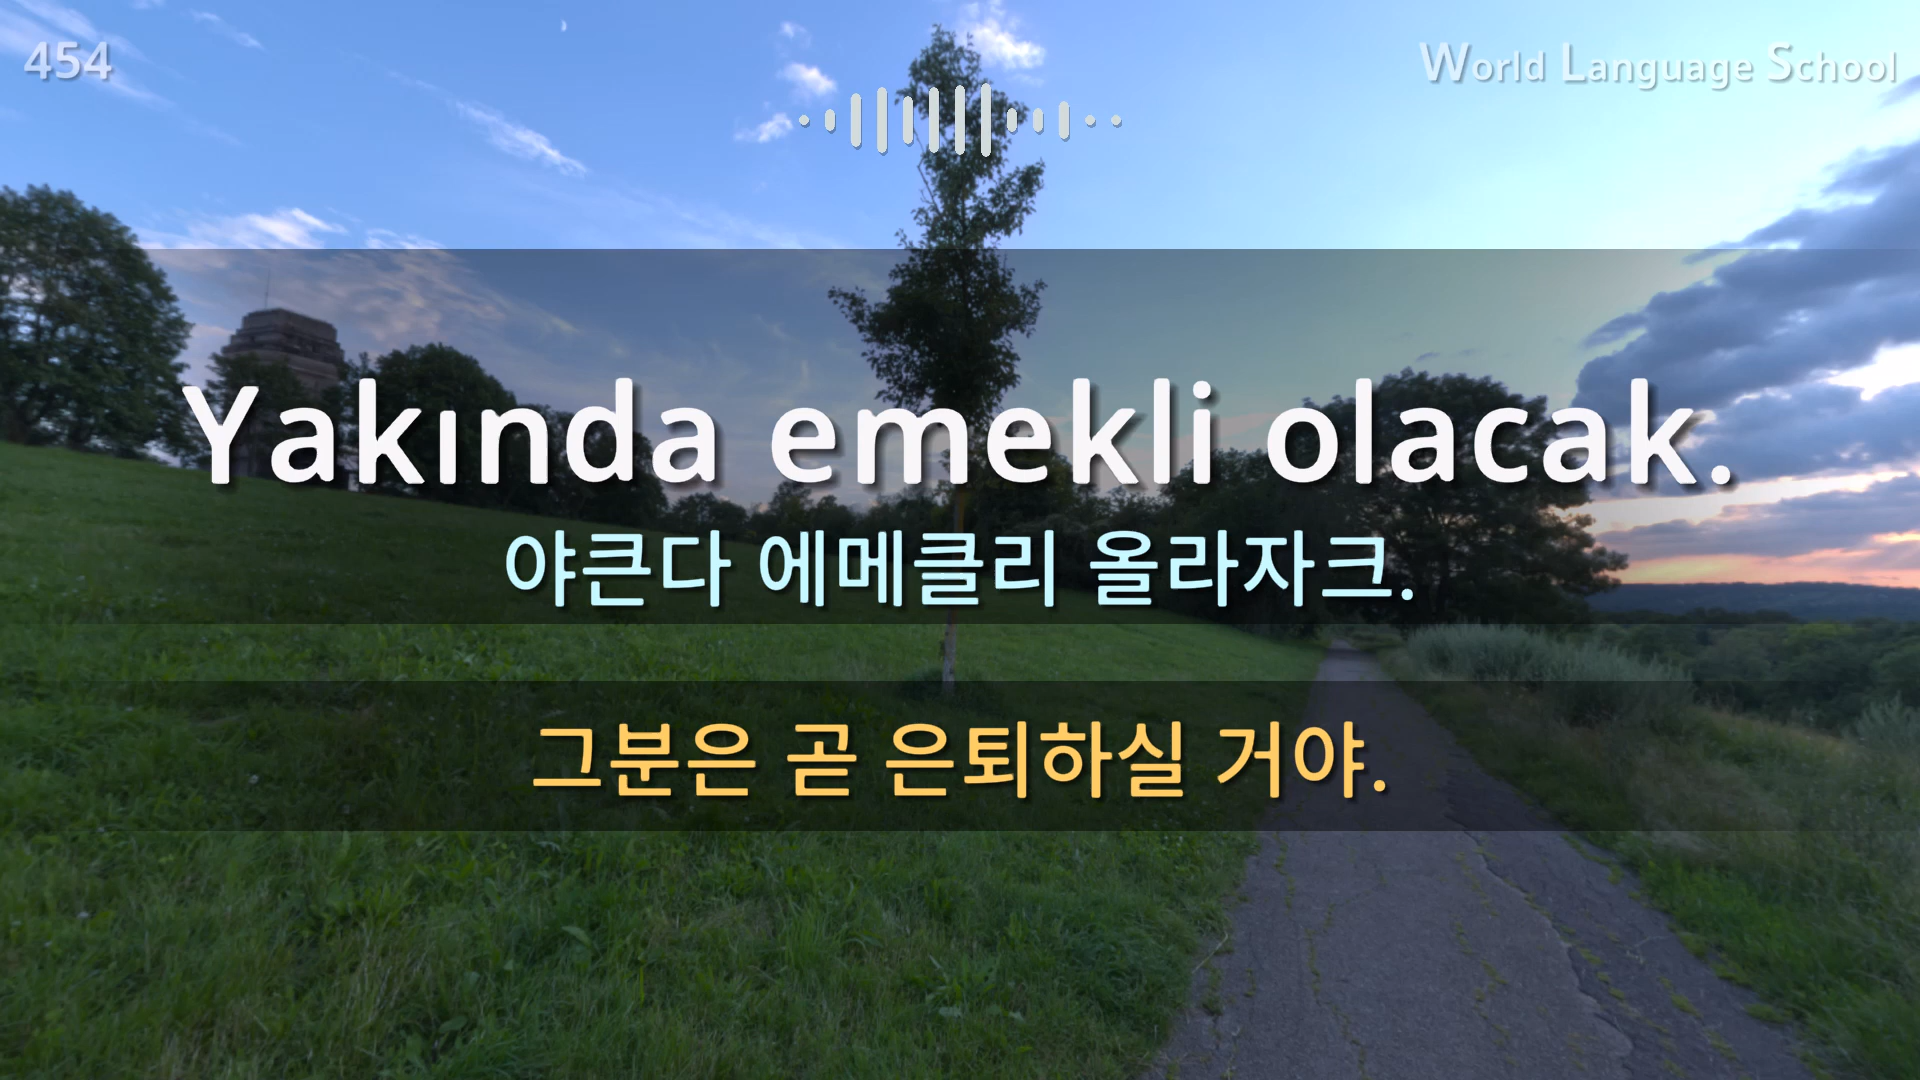 454
World Language School
Yakında emekli olacak.
야큰다 에메클리 올라자크.
그분은 곧 은퇴하실 거야.